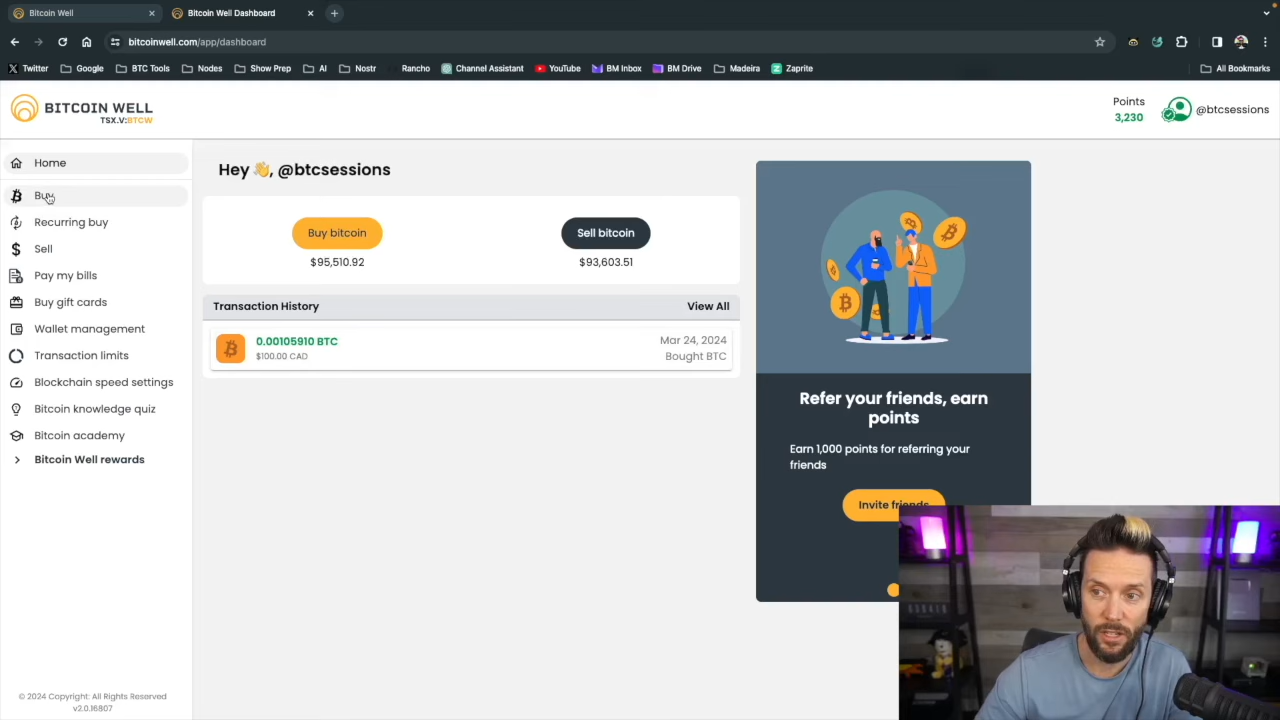 Bitcoin Well
Bitcoin Well Dashboard
bitcoinwell.com/app/dashboard
Twitter
Google
BTC Tools
Nodes
Show Prep
AI
Nostr
Rancho
Channel Assistant
YouTube
BM Inbox
BM Drive
Madeira
Zaprite
All Bookmarks
BITCOIN WELL
TSX.V:BTCW
Points
3,230
@btcsessions
Home
Buy
Recurring buy
Sell
Pay my bills
Buy gift cards
Wallet management
Transaction limits
Blockchain speed settings
Bitcoin knowledge quiz
Bitcoin academy
Bitcoin Well rewards
© 2024 Copyright: All Rights Reserved
v2.0.16807
Hey 👋, @btcsessions
Buy bitcoin
$95,510.92
Sell bitcoin
$93,603.51
Transaction History
View All
0.00105910 BTC
$100.00 CAD
Mar 24, 2024
Bought BTC
Refer your friends, earn
points
Earn 1,000 points for referring your
friends
Invite friends